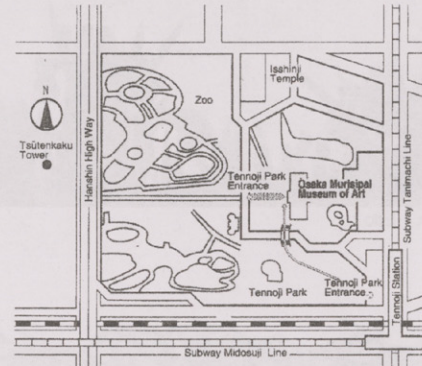 Isshinji
Temple
Zoo
N
Tsūtenkaku
Tower
Hanshin High Way
Tennoji Park
Entrance
Osaka Municipal
Museum of Art
Subway Tanimachi Line
Tennoji Park
Entrance
Tennoji Park
Tennoji Station
Subway Midosuji Line